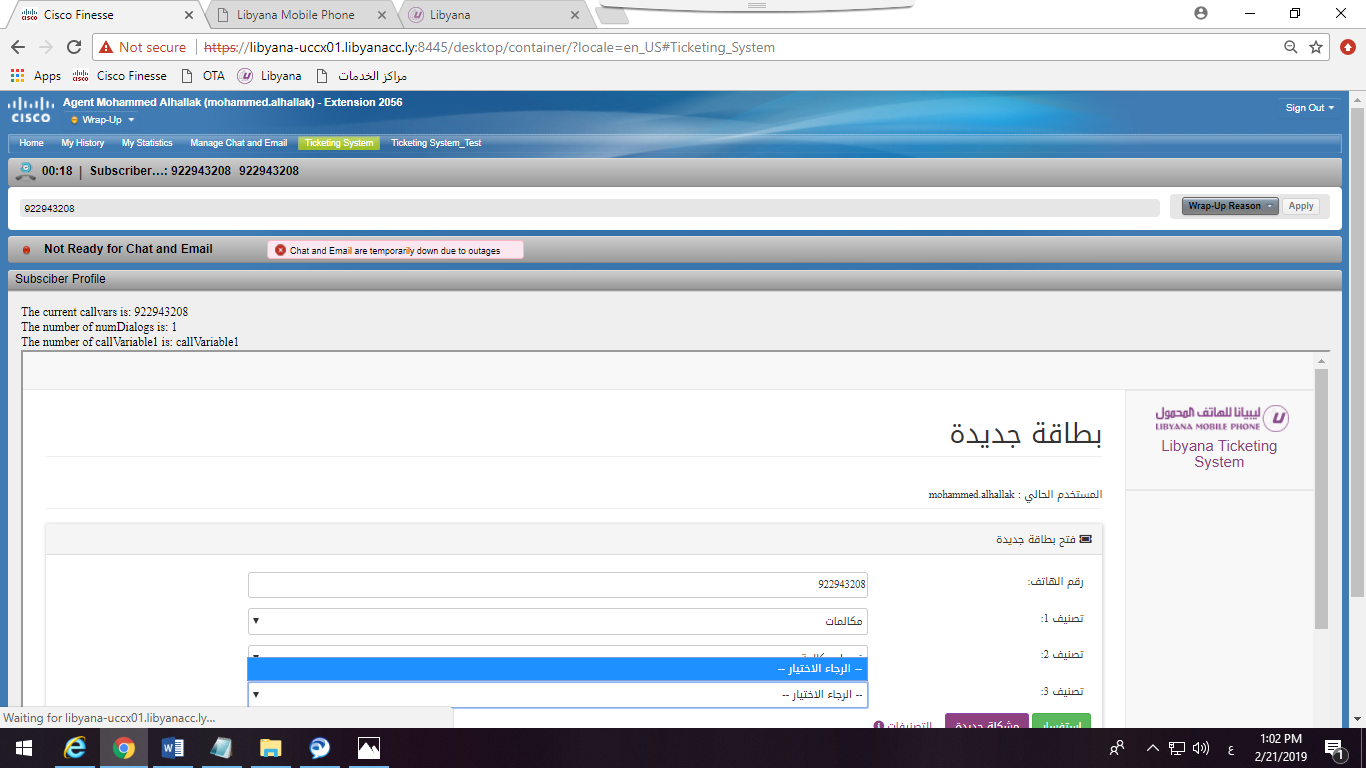 Cisco Finesse
Libyana Mobile Phone
Libyana
Not secure
https://libyana-uccx01.libyanacc.ly:8445/desktop/container/?locale=en_US#Ticketing_System
Apps
Cisco Finesse
OTA
Libyana
مراكز الخدمات
CISCO
Agent Mohammed Alhallak (mohammed.alhallak) - Extension 2056
Sign Out
Wrap-Up
Home
My History
My Statistics
Manage Chat and Email
Ticketing System
Ticketing System_Test
00:18 | Subscriber...: 922943208 922943208
922943208
Wrap-Up Reason
Apply
Not Ready for Chat and Email
Chat and Email are temporarily down due to outages
Subsciber Profile
The current callvars is: 922943208
The number of numDialogs is: 1
The number of callVariable1 is: callVariable1
ليبيانا للهاتف المحمول
LIBYANA MOBILE PHONE
Libyana Ticketing
System
بطاقة جديدة
المستخدم الحالي : mohammed.alhallak
فتح بطاقة جديدة
رقم الهاتف:
922943208
تصنيف 1:
مكالمات
تصنيف 2:
-- الرجاء الاختيار --
تصنيف 3:
-- الرجاء الاختيار --
استفسار
مشكلة جديدة
التصنيفات
Waiting for libyana-uccx01.libyanacc.ly...
ع
1:02 PM
2/21/2019
1